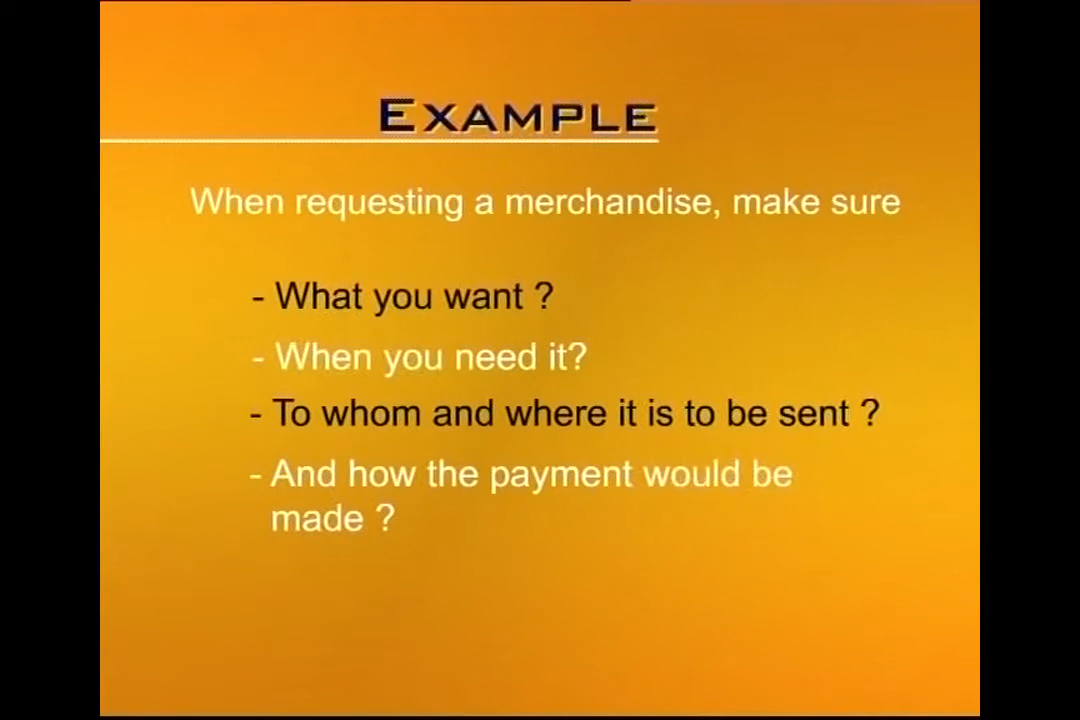 EXAMPLE
When requesting a merchandise, make sure
- What you want ?
- When you need it?
- To whom and where it is to be sent ?
- And how the payment would be
made ?